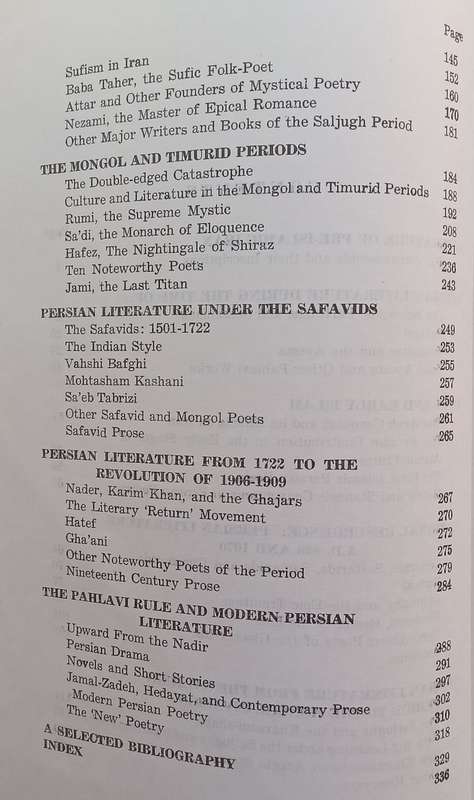 Page
Sufism in Iran 145
Baba Taher, the Sufic Folk-Poet 152
Attar and Other Founders of Mystical Poetry 160
Nezami, the Master of Epical Romance 170
Other Major Writers and Books of the Saljugh Period 181
THE MONGOL AND TIMURID PERIODS
The Double-edged Catastrophe 184
Culture and Literature in the Mongol and Timurid Periods 188
Rumi, the Supreme Mystic 192
Sa'di, the Monarch of Eloquence 208
Hafez, The Nightingale of Shiraz 221
Ten Noteworthy Poets 236
Jami, the Last Titan 243
PERSIAN LITERATURE UNDER THE SAFAVIDS
The Safavids: 1501-1722 249
The Indian Style 253
Vahshi Bafghi 255
Mohtasham Kashani 257
Sa'eb Tabrizi 259
Other Safavid and Mongol Poets 261
Safavid Prose 265
PERSIAN LITERATURE FROM 1722 TO THE
REVOLUTION OF 1906-1909
Nader, Karim Khan, and the Ghajars 267
The Literary 'Return' Movement 270
Hatef 272
Gha'ani 275
Other Noteworthy Poets of the Period 279
Nineteenth Century Prose 284
THE PAHLAVI RULE AND MODERN PERSIAN
LITERATURE
Upward From the Nadir 288
Persian Drama 291
Novels and Short Stories 297
Jamal-Zadeh, Hedayat, and Contemporary Prose 302
Modern Persian Poetry 310
The 'New' Poetry 318
A SELECTED BIBLIOGRAPHY 329
INDEX 336